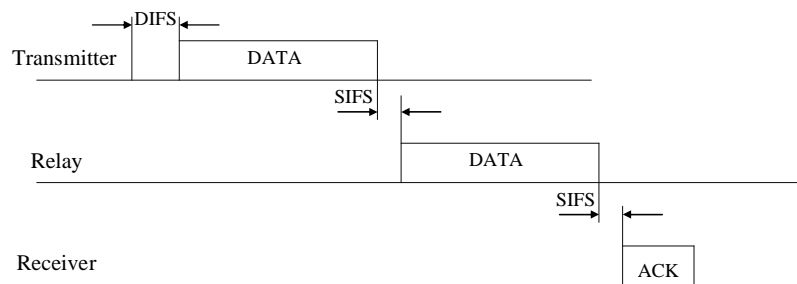 DIFS
Transmitter
DATA
SIFS
Relay
DATA
SIFS
Receiver
ACK